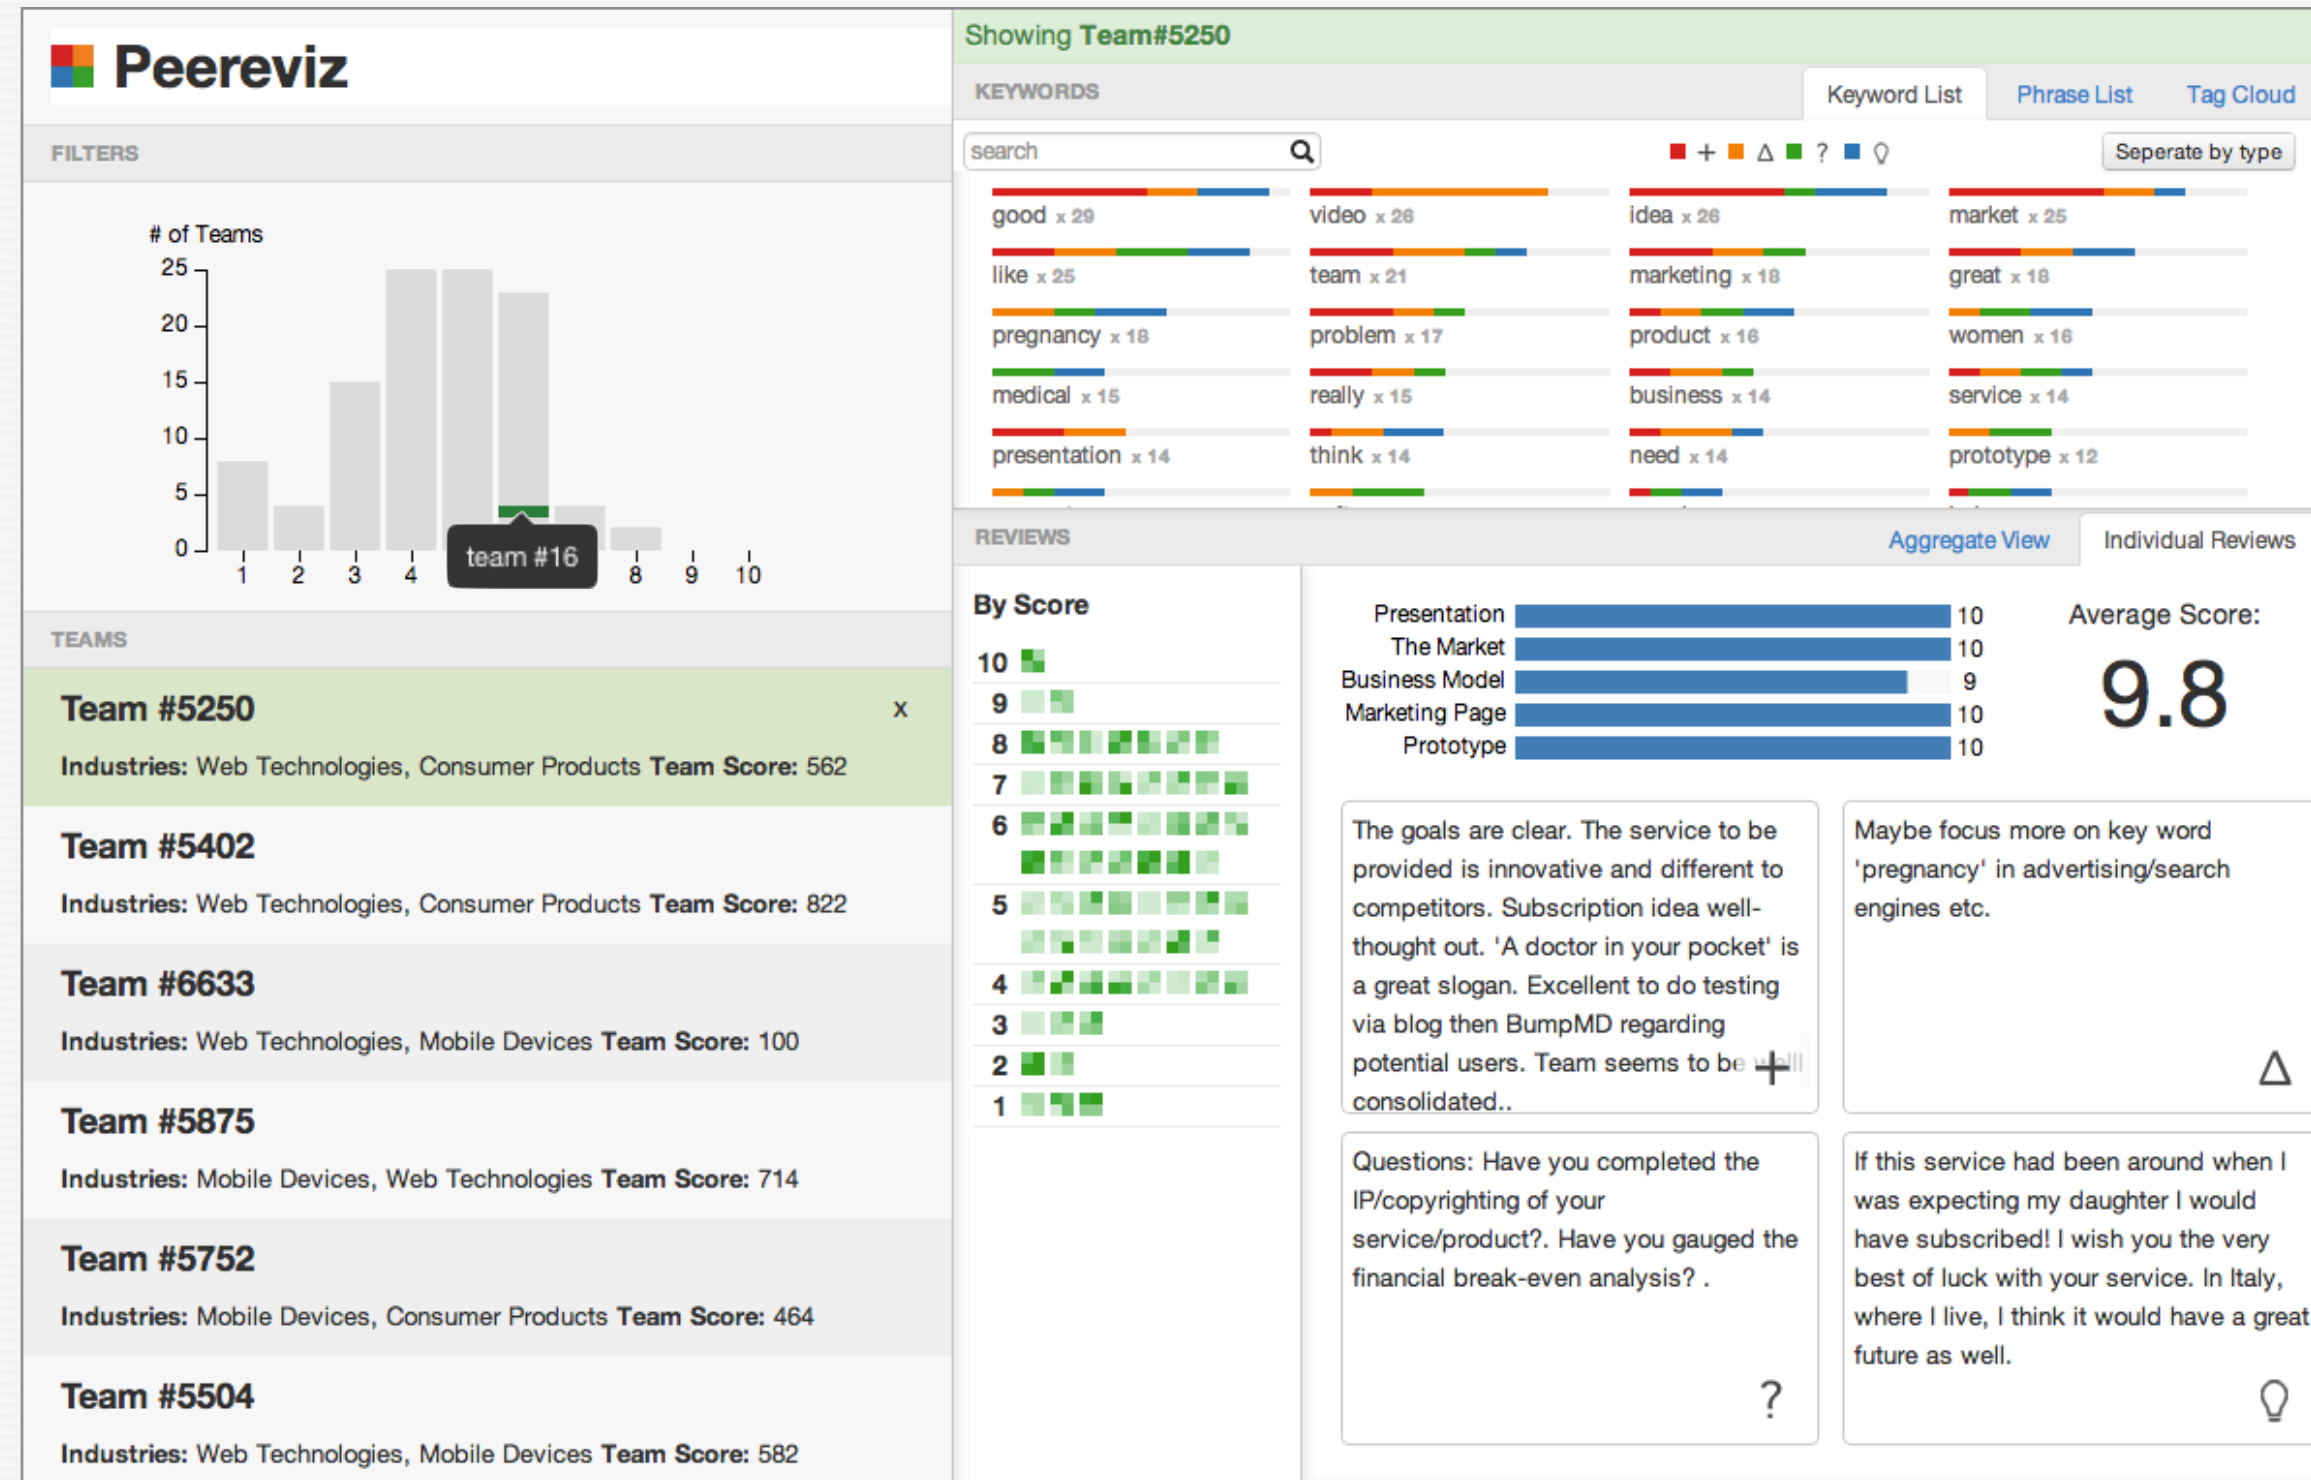 Peereviz
FILTERS
# of Teams
25
20
15
10
5
0
1 2 3 4 8 9 10
team #16
TEAMS
Team #5250 x
Industries: Web Technologies, Consumer Products Team Score: 562
Team #5402
Industries: Web Technologies, Consumer Products Team Score: 822
Team #6633
Industries: Web Technologies, Mobile Devices Team Score: 100
Team #5875
Industries: Mobile Devices, Web Technologies Team Score: 714
Team #5752
Industries: Mobile Devices, Consumer Products Team Score: 464
Team #5504
Industries: Web Technologies, Mobile Devices Team Score: 582
Showing Team#5250
KEYWORDS Keyword List Phrase List Tag Cloud
search + Δ ? Seperate by type
good x 29 video x 26 idea x 26 market x 25
like x 25 team x 21 marketing x 18 great x 18
pregnancy x 18 problem x 17 product x 16 women x 16
medical x 15 really x 15 business x 14 service x 14
presentation x 14 think x 14 need x 14 prototype x 12
REVIEWS Aggregate View Individual Reviews
By Score
10
9
8
7
6
5
4
3
2
1
Presentation 10
The Market 10
Business Model 9
Marketing Page 10
Prototype 10
Average Score:
9.8
The goals are clear. The service to be
provided is innovative and different to
competitors. Subscription idea well-
thought out. 'A doctor in your pocket' is
a great slogan. Excellent to do testing
via blog then BumpMD regarding
potential users. Team seems to be
consolidated..
+
Maybe focus more on key word
'pregnancy' in advertising/search
engines etc.
Δ
Questions: Have you completed the
IP/copyrighting of your
service/product?. Have you gauged the
financial break-even analysis? .
?
If this service had been around when I
was expecting my daughter I would
have subscribed! I wish you the very
best of luck with your service. In Italy,
where I live, I think it would have a great
future as well.